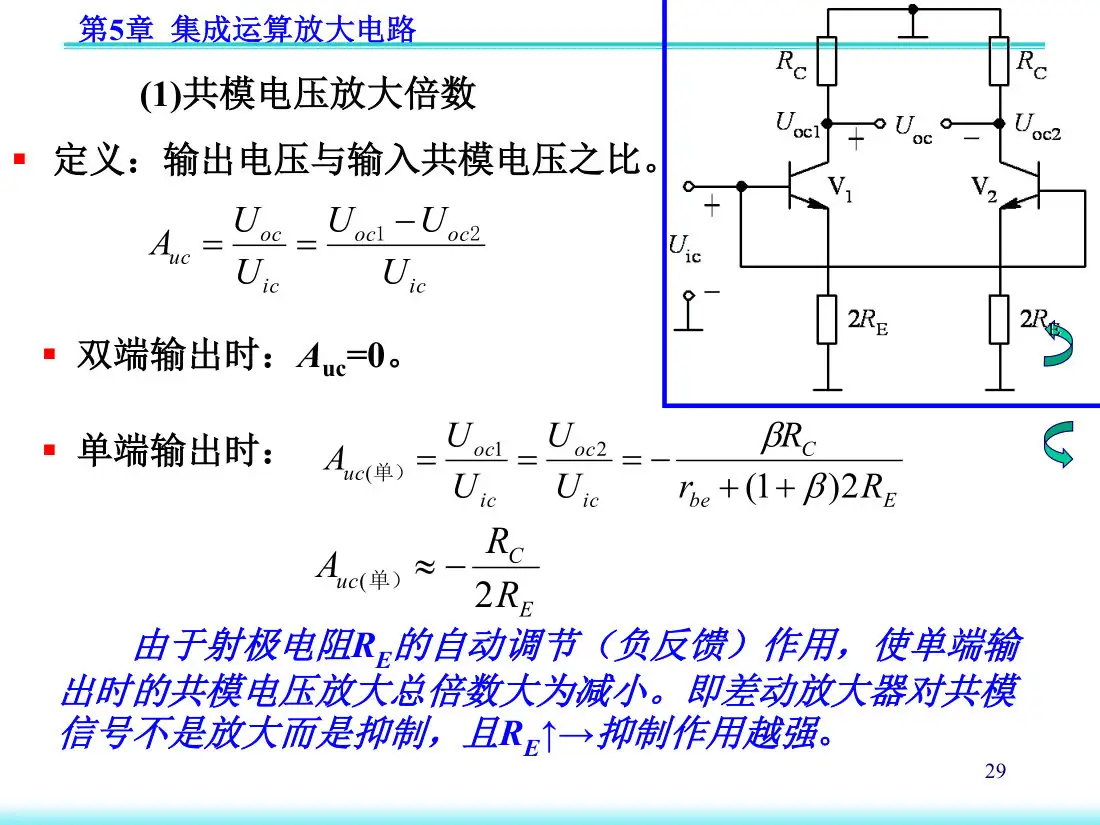 第5章 集成运算放大电路
(1)共模电压放大倍数
定义：输出电压与输入共模电压之比。
A_uc = U_oc / U_ic = (U_oc1 − U_oc2) / U_ic
双端输出时：A_uc=0。
单端输出时： A_uc(单） = U_oc1 / U_ic = U_oc2 / U_ic = − βR_C / (r_be + (1+β)2R_E)
A_uc(单） ≈ − R_C / 2R_E
由于射极电阻R_E的自动调节（负反馈）作用，使单端输
出时的共模电压放大总倍数大为减小。即差动放大器对共模
信号不是放大而是抑制，且R_E↑→抑制作用越强。
R_C R_C
U_oc1 + U_oc − U_oc2
V_1 V_2
+
U_ic
−
2R_E 2R_E
29